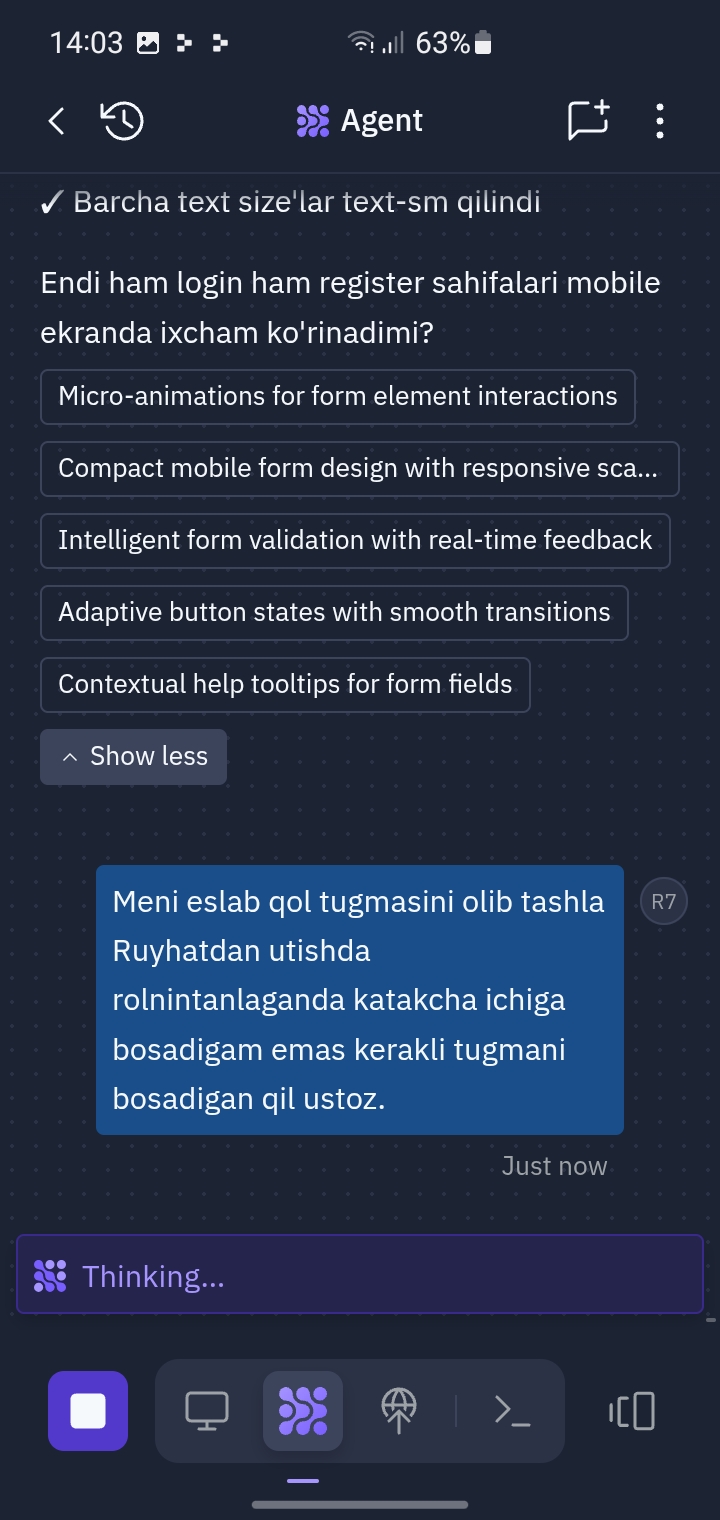 14:03
63%
Agent
✓ Barcha text size'lar text-sm qilindi
Endi ham login ham register sahifalari mobile
ekranda ixcham ko'rinadimi?
Micro-animations for form element interactions
Compact mobile form design with responsive sca...
Intelligent form validation with real-time feedback
Adaptive button states with smooth transitions
Contextual help tooltips for form fields
Show less
Meni eslab qol tugmasini olib tashla
R7
Ruyhatdan utishda
rolnintanlaganda katakcha ichiga
bosadigam emas kerakli tugmani
bosadigan qil ustoz.
Just now
Thinking...